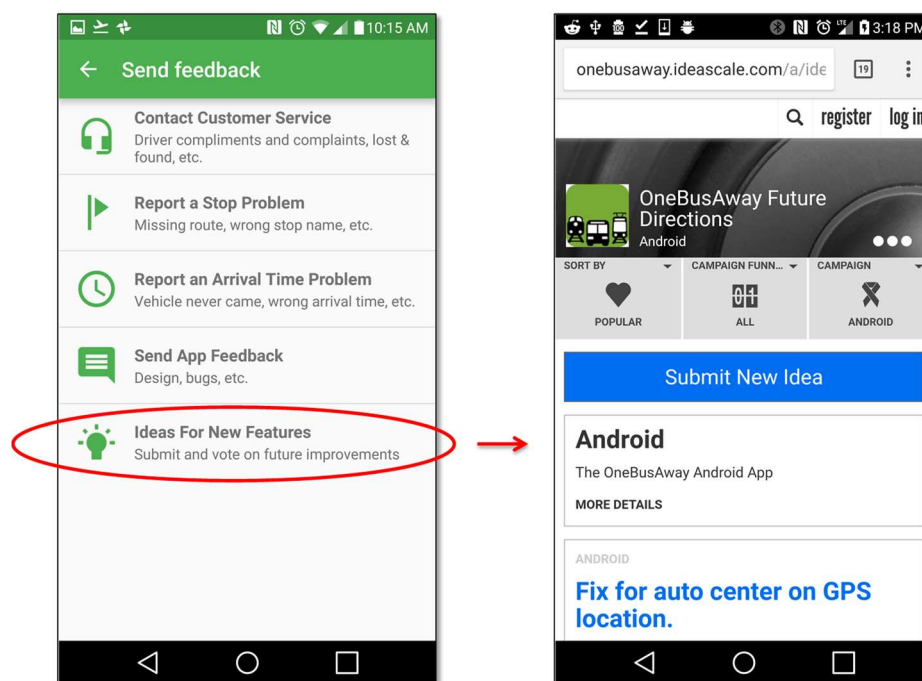 10:15 AM
Send feedback
Contact Customer Service
Driver compliments and complaints, lost &
found, etc.
Report a Stop Problem
Missing route, wrong stop name, etc.
Report an Arrival Time Problem
Vehicle never came, wrong arrival time, etc.
Send App Feedback
Design, bugs, etc.
Ideas For New Features
Submit and vote on future improvements
LTE 3:18 PM
onebusaway.ideascale.com/a/ide 19
register log in
OneBusAway Future
Directions
Android
SORT BY CAMPAIGN FUNN... CAMPAIGN
01
POPULAR ALL ANDROID
Submit New Idea
Android
The OneBusAway Android App
MORE DETAILS
ANDROID
Fix for auto center on GPS
location.